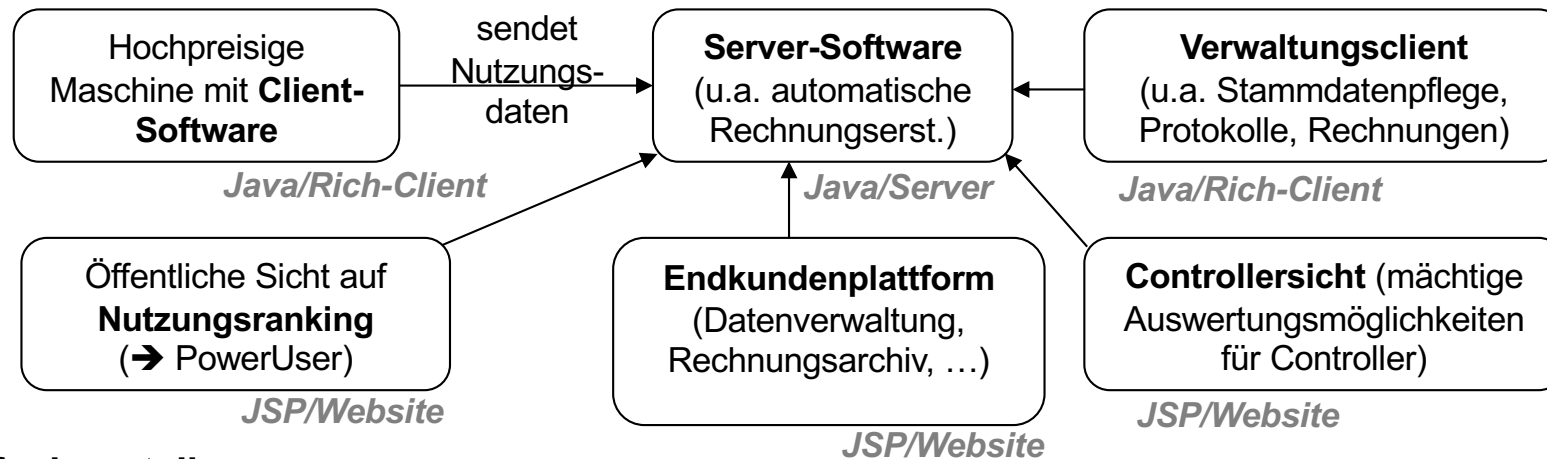 Hochpreisige
Maschine mit Client-
Software
Java/Rich-Client
sendet
Nutzungs-
daten
Server-Software
(u.a. automatische
Rechnungserst.)
Java/Server
Verwaltungsclient
(u.a. Stammdatenpflege,
Protokolle, Rechnungen)
Java/Rich-Client
Öffentliche Sicht auf
Nutzungsranking
(➔ PowerUser)
JSP/Website
Endkundenplattform
(Datenverwaltung,
Rechnungsarchiv, …)
JSP/Website
Controllersicht (mächtige
Auswertungsmöglichkeiten
für Controller)
JSP/Website